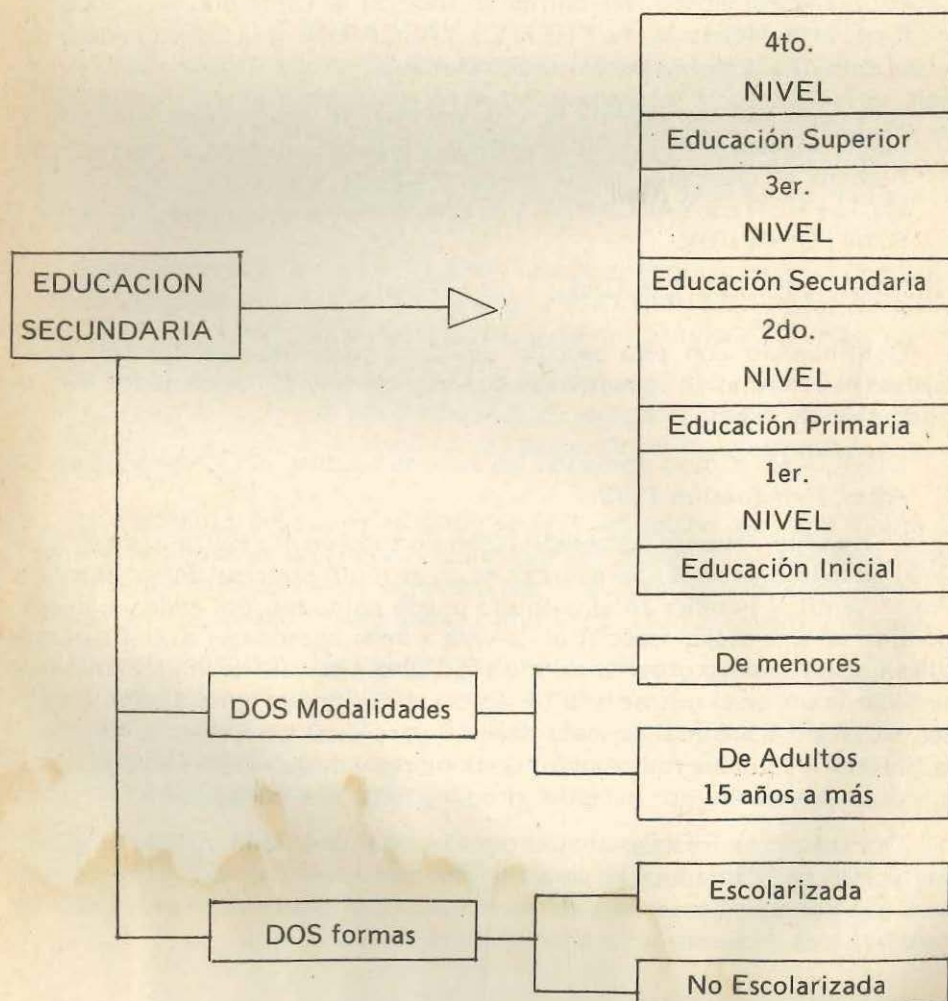 4to.
NIVEL
Educación Superior
3er.
NIVEL
EDUCACION
SECUNDARIA
Educación Secundaria
2do.
NIVEL
Educación Primaria
1er.
NIVEL
Educación Inicial
DOS Modalidades
De menores
De Adultos
15 años a más
DOS formas
Escolarizada
No Escolarizada